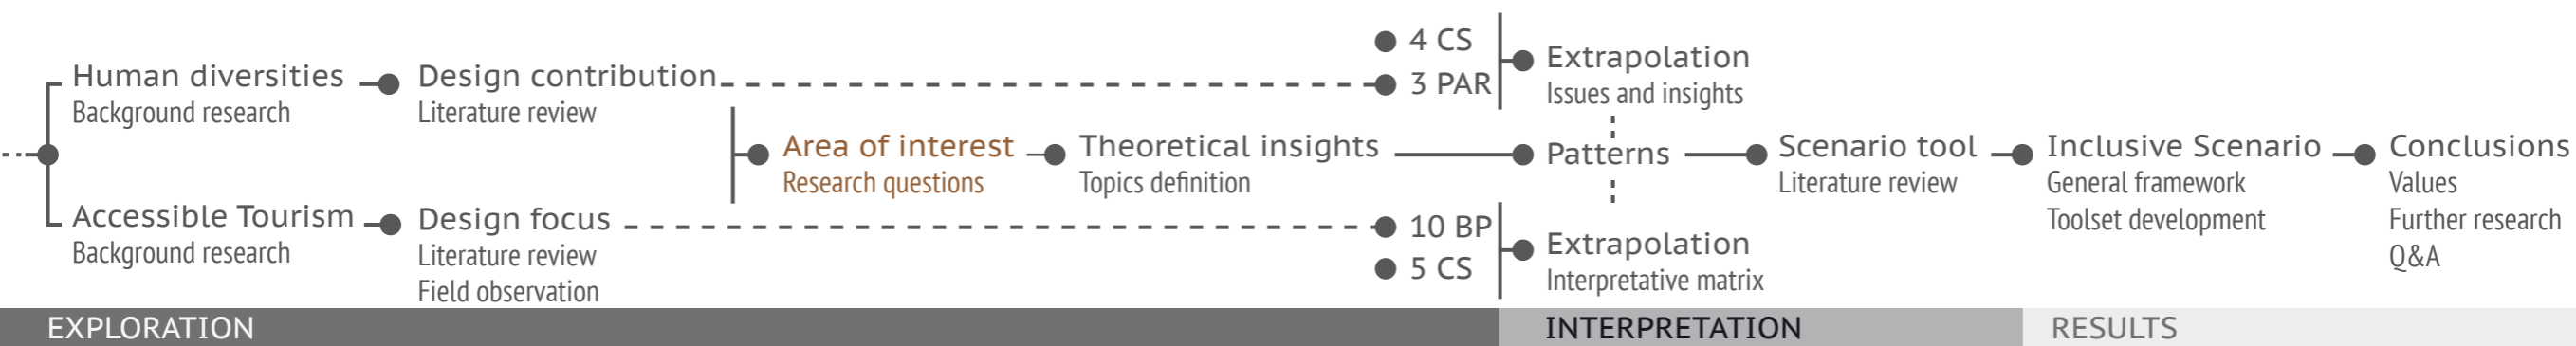 Human diversities
Background research
Design contribution
Literature review
4 CS
3 PAR
Extrapolation
Issues and insights
Area of interest
Research questions
Theoretical insights
Topics definition
Patterns
Scenario tool
Literature review
Inclusive Scenario
General framework
Toolset development
Conclusions
Values
Further research
Q&A
Accessible Tourism
Background research
Design focus
Literature review
Field observation
10 BP
5 CS
Extrapolation
Interpretative matrix
EXPLORATION
INTERPRETATION
RESULTS